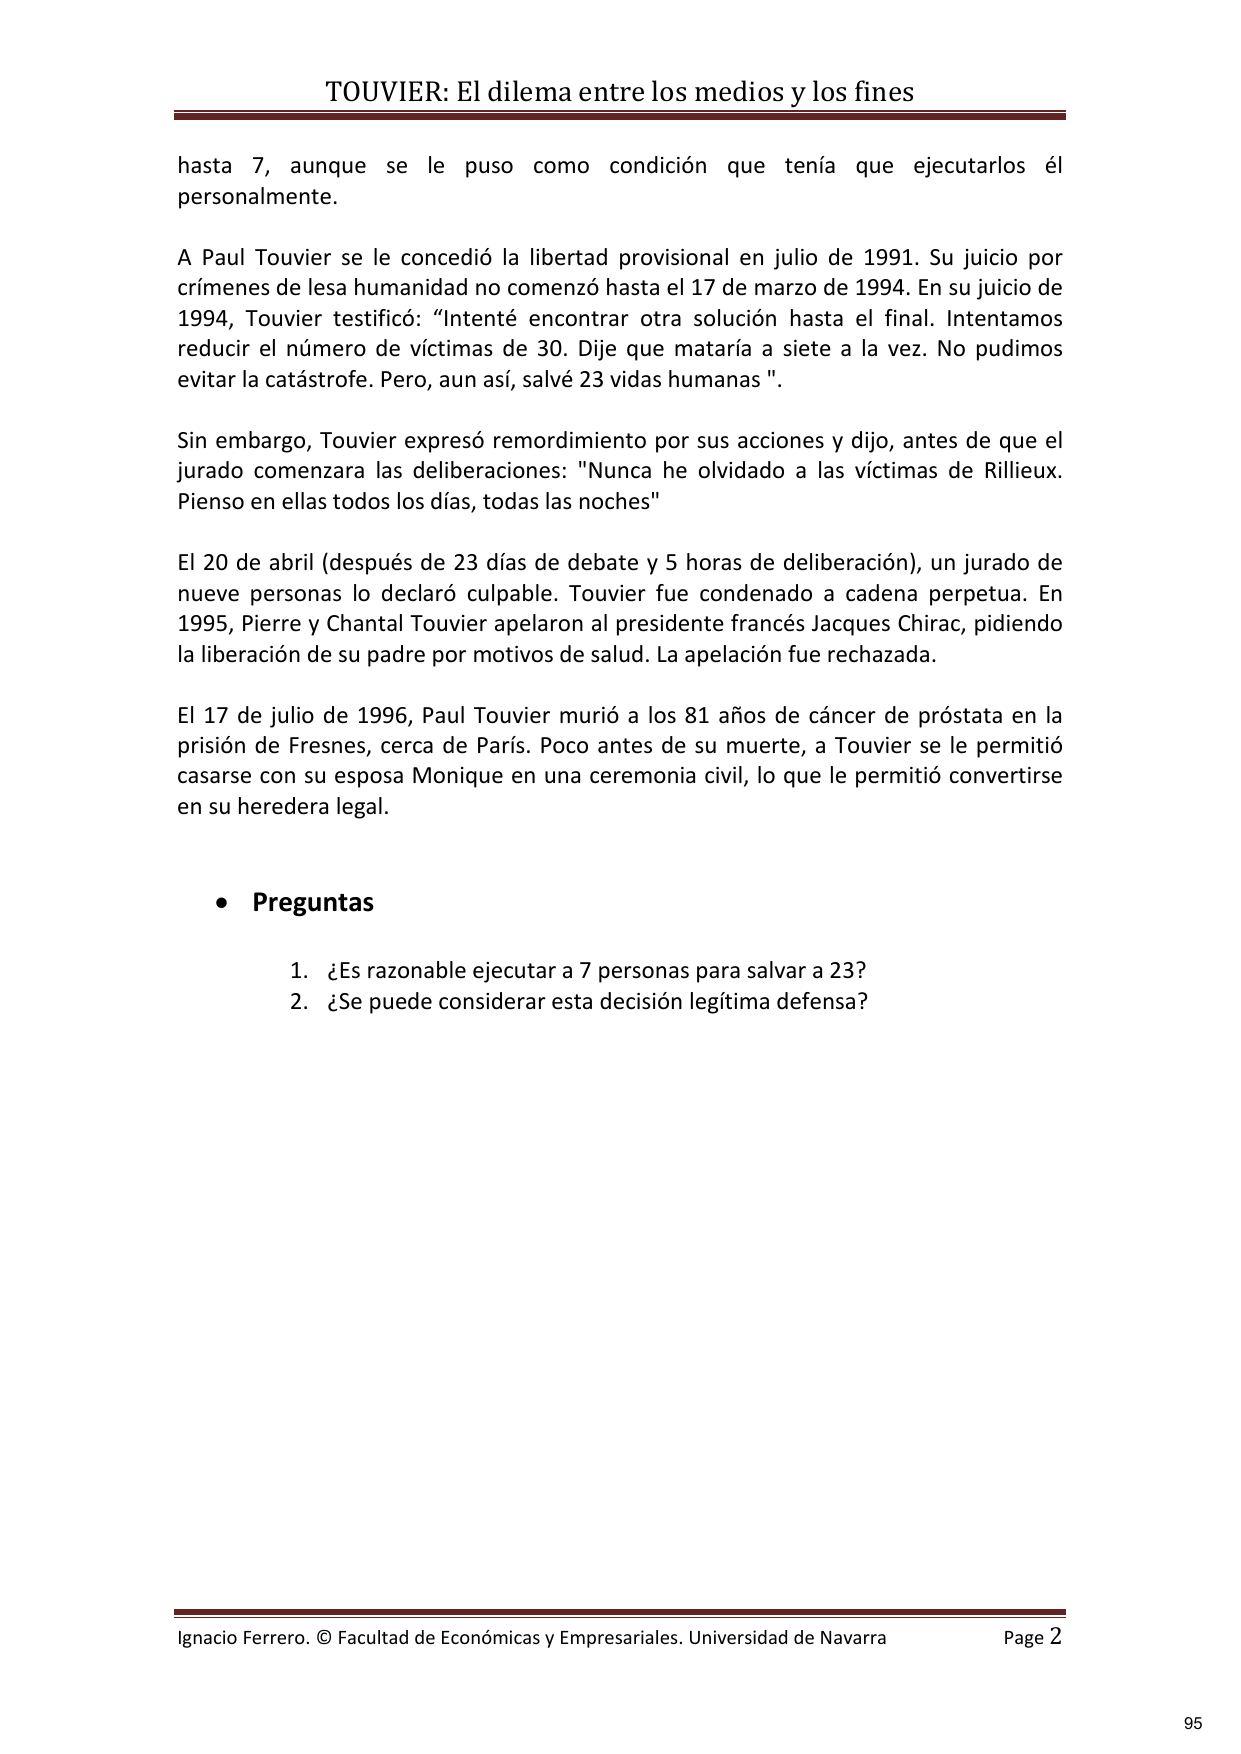 TOUVIER: El dilema entre los medios y los fines
hasta 7, aunque se le puso como condición que tenía que ejecutarlos él
personalmente.
A Paul Touvier se le concedió la libertad provisional en julio de 1991. Su juicio por
crímenes de lesa humanidad no comenzó hasta el 17 de marzo de 1994. En su juicio de
1994, Touvier testificó: “Intenté encontrar otra solución hasta el final. Intentamos
reducir el número de víctimas de 30. Dije que mataría a siete a la vez. No pudimos
evitar la catástrofe. Pero, aun así, salvé 23 vidas humanas ".
Sin embargo, Touvier expresó remordimiento por sus acciones y dijo, antes de que el
jurado comenzara las deliberaciones: "Nunca he olvidado a las víctimas de Rillieux.
Pienso en ellas todos los días, todas las noches"
El 20 de abril (después de 23 días de debate y 5 horas de deliberación), un jurado de
nueve personas lo declaró culpable. Touvier fue condenado a cadena perpetua. En
1995, Pierre y Chantal Touvier apelaron al presidente francés Jacques Chirac, pidiendo
la liberación de su padre por motivos de salud. La apelación fue rechazada.
El 17 de julio de 1996, Paul Touvier murió a los 81 años de cáncer de próstata en la
prisión de Fresnes, cerca de París. Poco antes de su muerte, a Touvier se le permitió
casarse con su esposa Monique en una ceremonia civil, lo que le permitió convertirse
en su heredera legal.
• Preguntas
1. ¿Es razonable ejecutar a 7 personas para salvar a 23?
2. ¿Se puede considerar esta decisión legítima defensa?
Ignacio Ferrero. © Facultad de Económicas y Empresariales. Universidad de Navarra Page 2
95